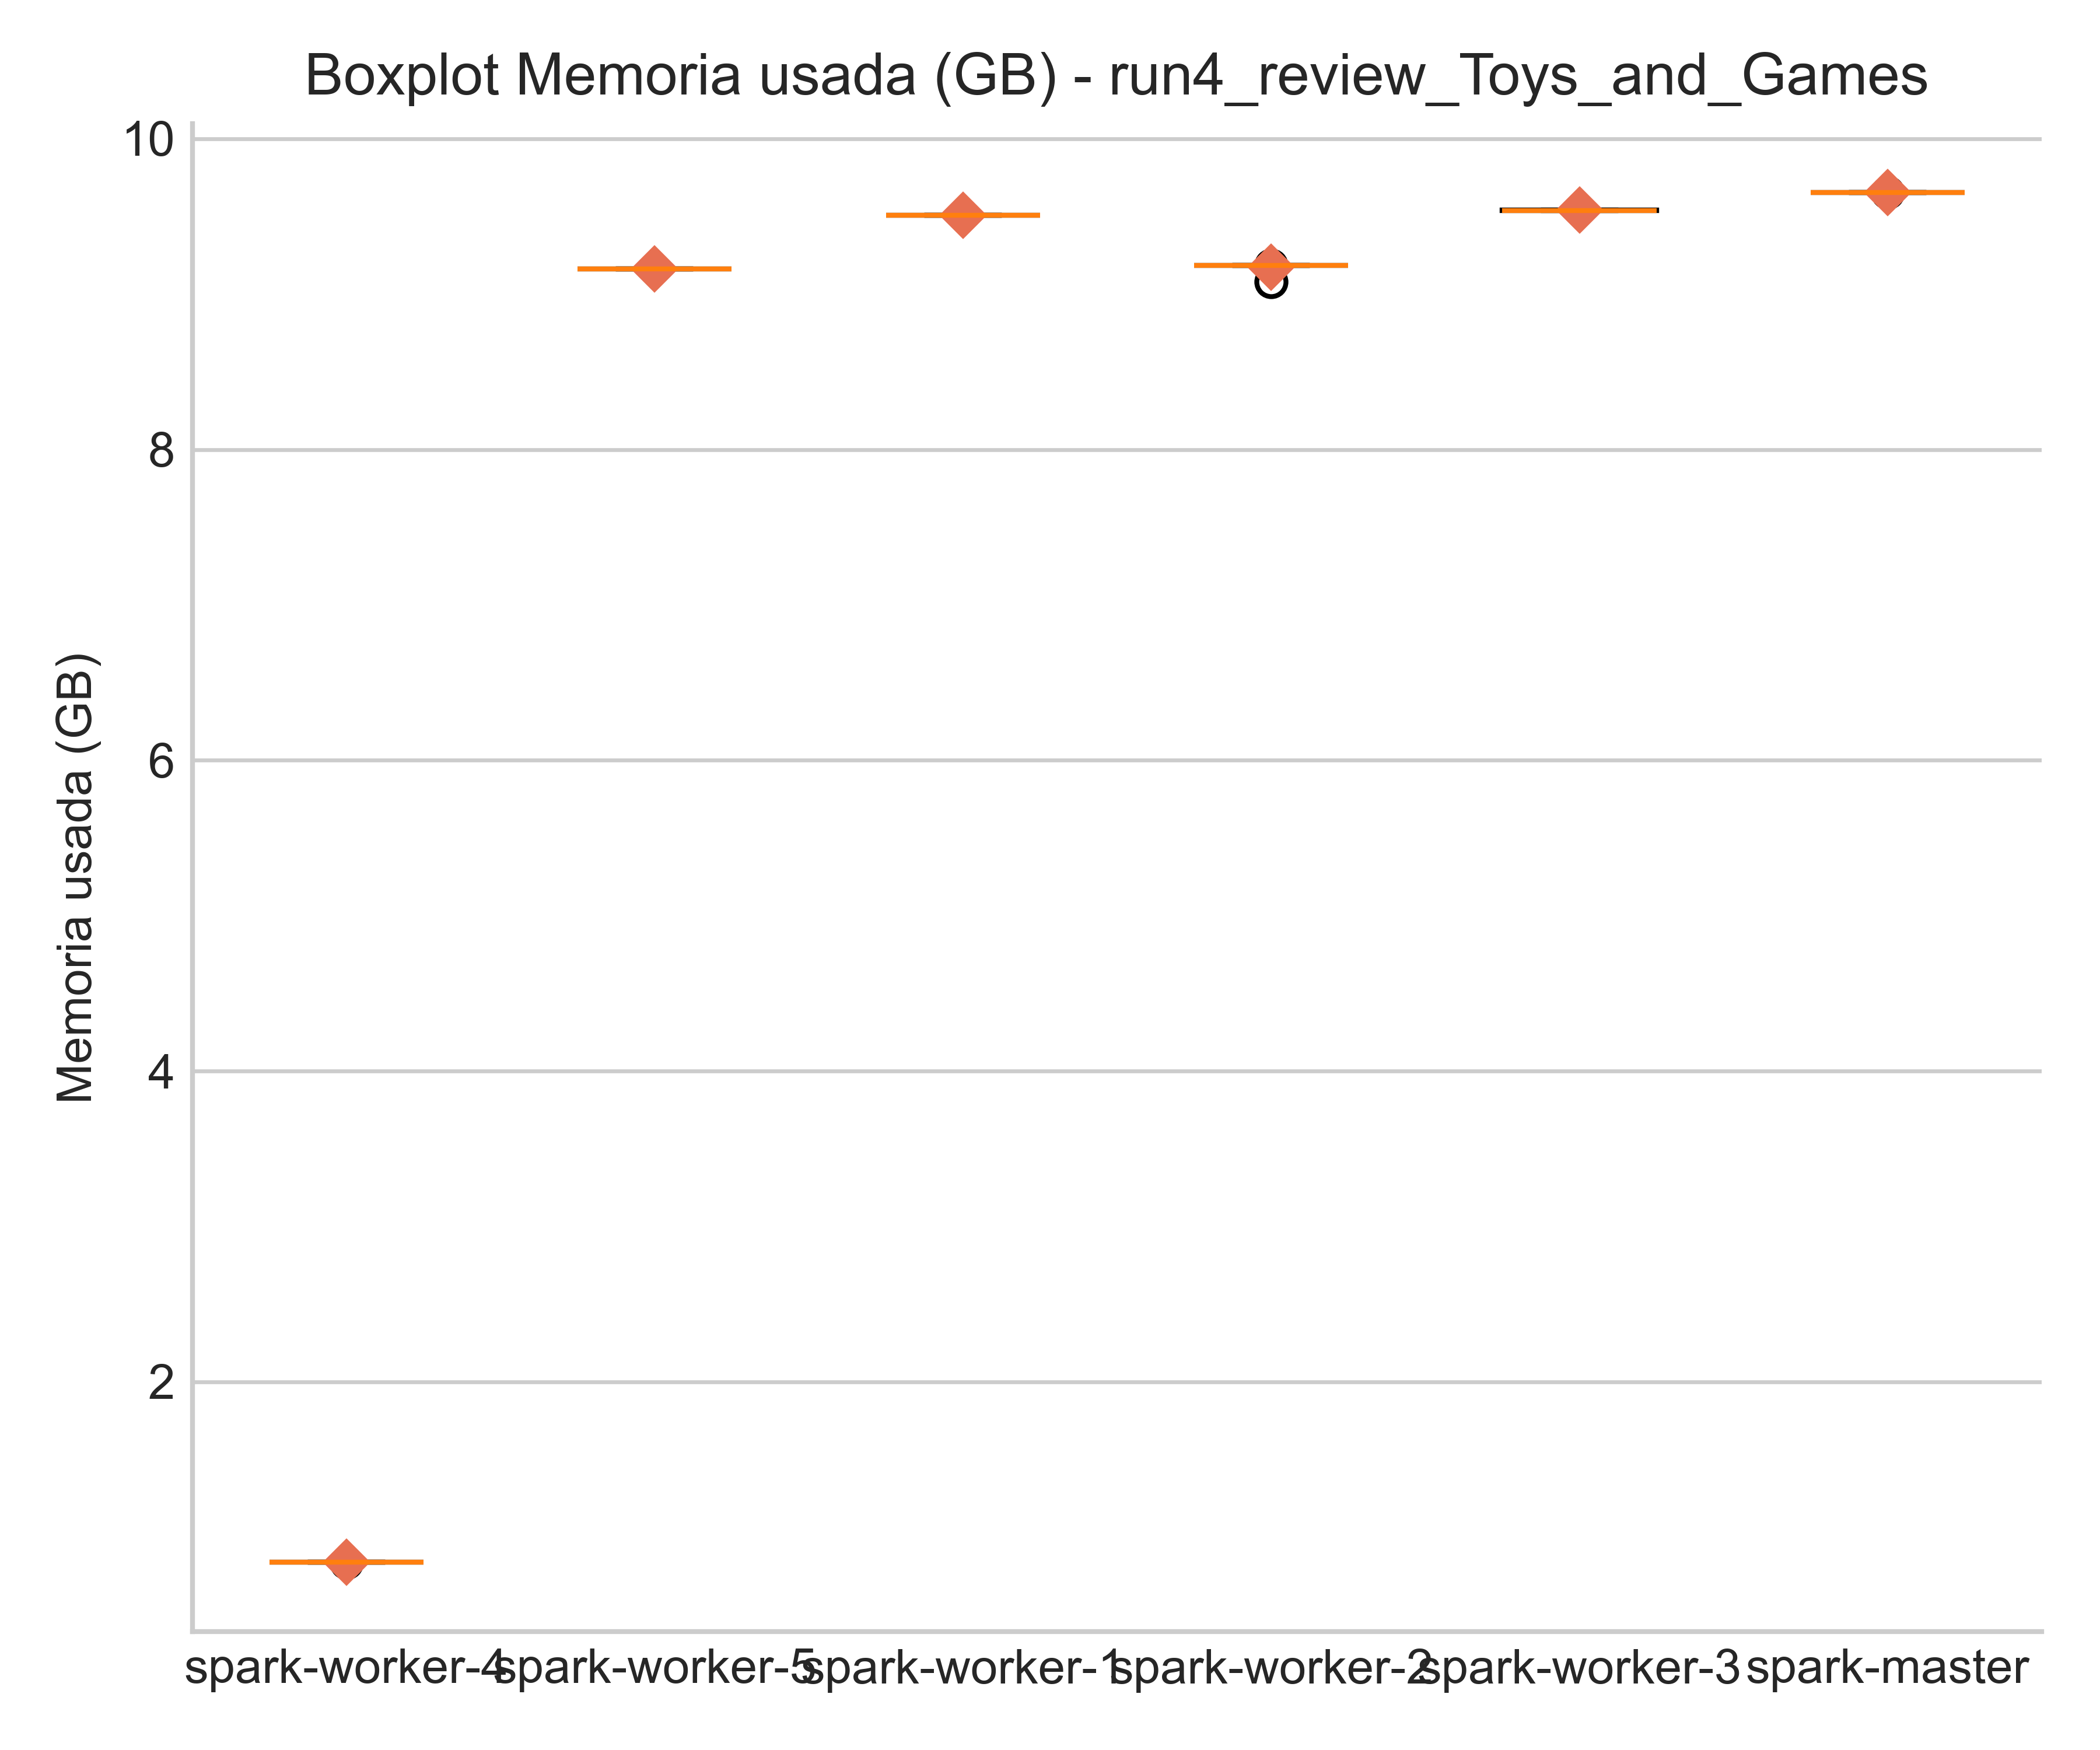 Boxplot Memoria usada (GB) - run4_review_Toys_and_Games
Memoria usada (GB)
10
8
6
4
2
spark-worker-4
spark-worker-5
spark-worker-1
spark-worker-2
spark-worker-3
spark-master